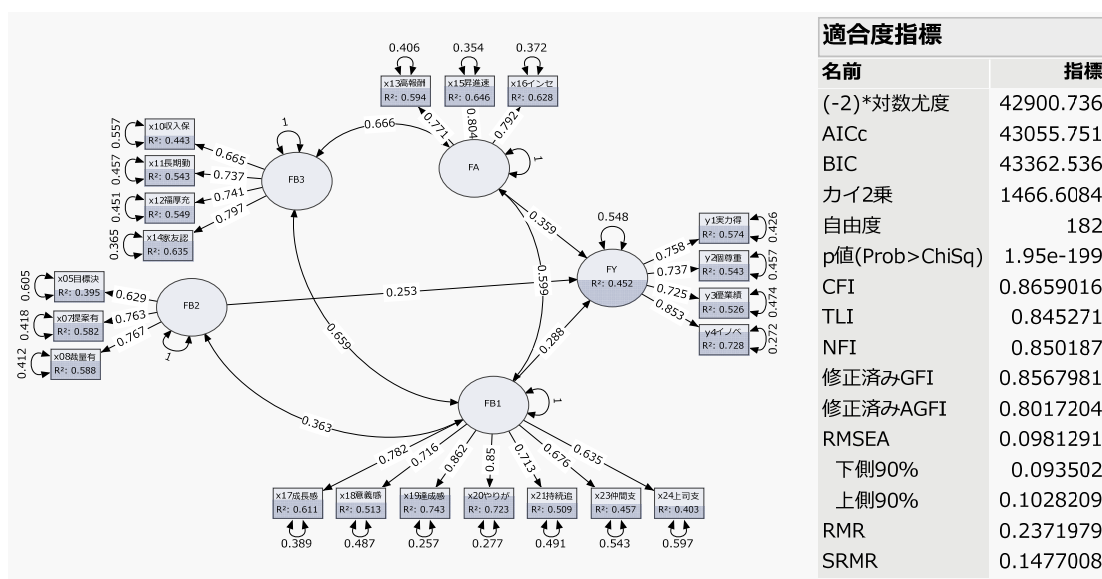 0.406
0.354
0.372
x13高報酬
R²: 0.594
x15昇進速
R²: 0.646
x16インセ
R²: 0.628
0.771
0.804
0.792
0.666
FA
1
1
FB3
0.557
x10収入保
R²: 0.443
0.665
0.457
x11長期勤
R²: 0.543
0.737
0.451
x12福厚充
R²: 0.549
0.741
0.365
x14家友認
R²: 0.635
0.797
0.359
0.548
FY
R²: 0.452
0.758
y1実力得
R²: 0.574
0.426
0.737
y2個尊重
R²: 0.543
0.457
0.725
y3優業績
R²: 0.526
0.474
0.853
y4イノベ
R²: 0.728
0.272
0.605
x05目標決
R²: 0.395
0.629
0.418
x07提案有
R²: 0.582
0.763
0.412
x08裁量有
R²: 0.588
0.767
FB2
1
0.253
0.599
0.659
0.288
0.363
FB1
1
0.782
0.716
0.862
0.85
0.713
0.676
0.635
x17成長感
R²: 0.611
x18意義感
R²: 0.513
x19達成感
R²: 0.743
x20やりが
R²: 0.723
x21持続追
R²: 0.509
x23仲間支
R²: 0.457
x24上司支
R²: 0.403
0.389
0.487
0.257
0.277
0.491
0.543
0.597
適合度指標
名前 指標
(-2)*対数尤度 42900.736
AICc 43055.751
BIC 43362.536
カイ2乗 1466.6084
自由度 182
p値(Prob>ChiSq) 1.95e-199
CFI 0.8659016
TLI 0.845271
NFI 0.850187
修正済みGFI 0.8567981
修正済みAGFI 0.8017204
RMSEA 0.0981291
下側90% 0.093502
上側90% 0.1028209
RMR 0.2371979
SRMR 0.1477008